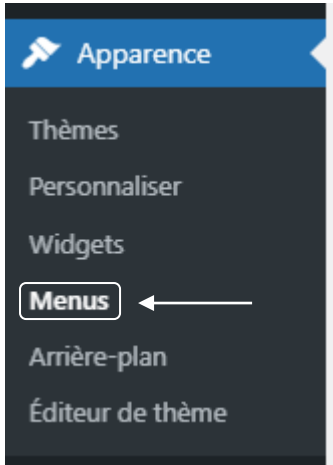 Apparence
Thèmes
Personnaliser
Widgets
Menus
Arrière-plan
Éditeur de thème